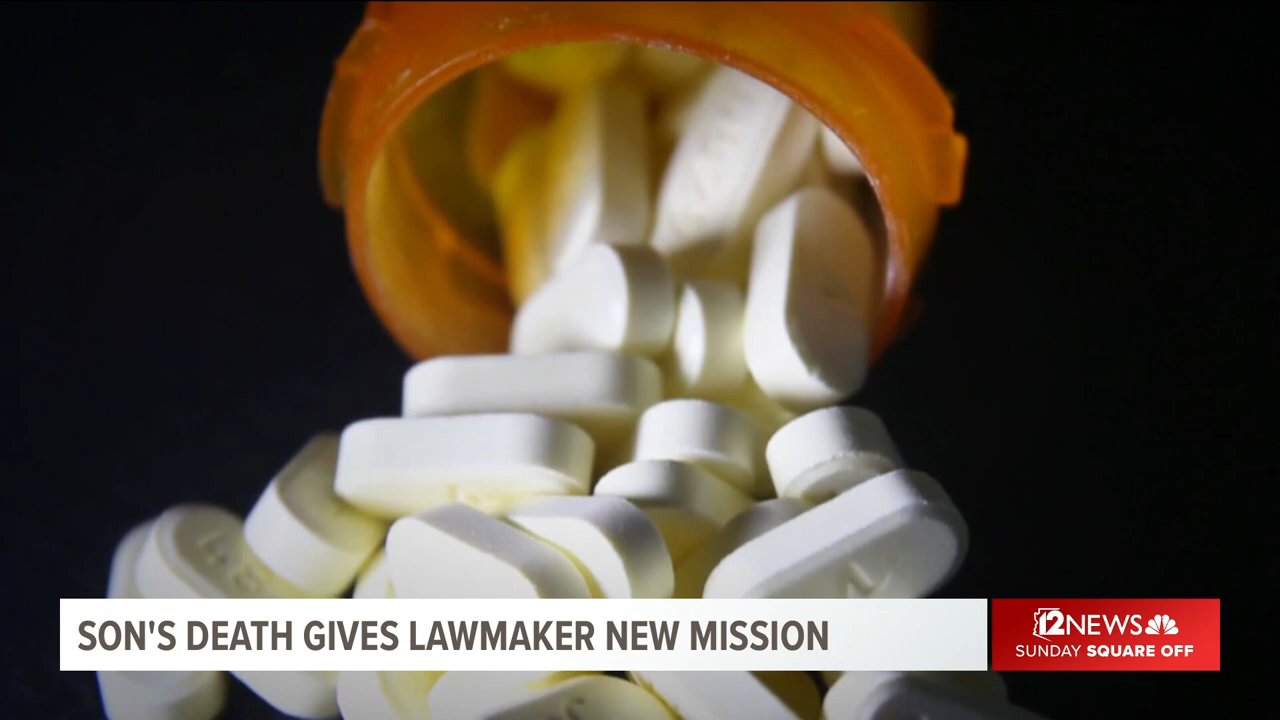 SON'S DEATH GIVES LAWMAKER NEW MISSION
12NEWS
SUNDAY SQUARE OFF